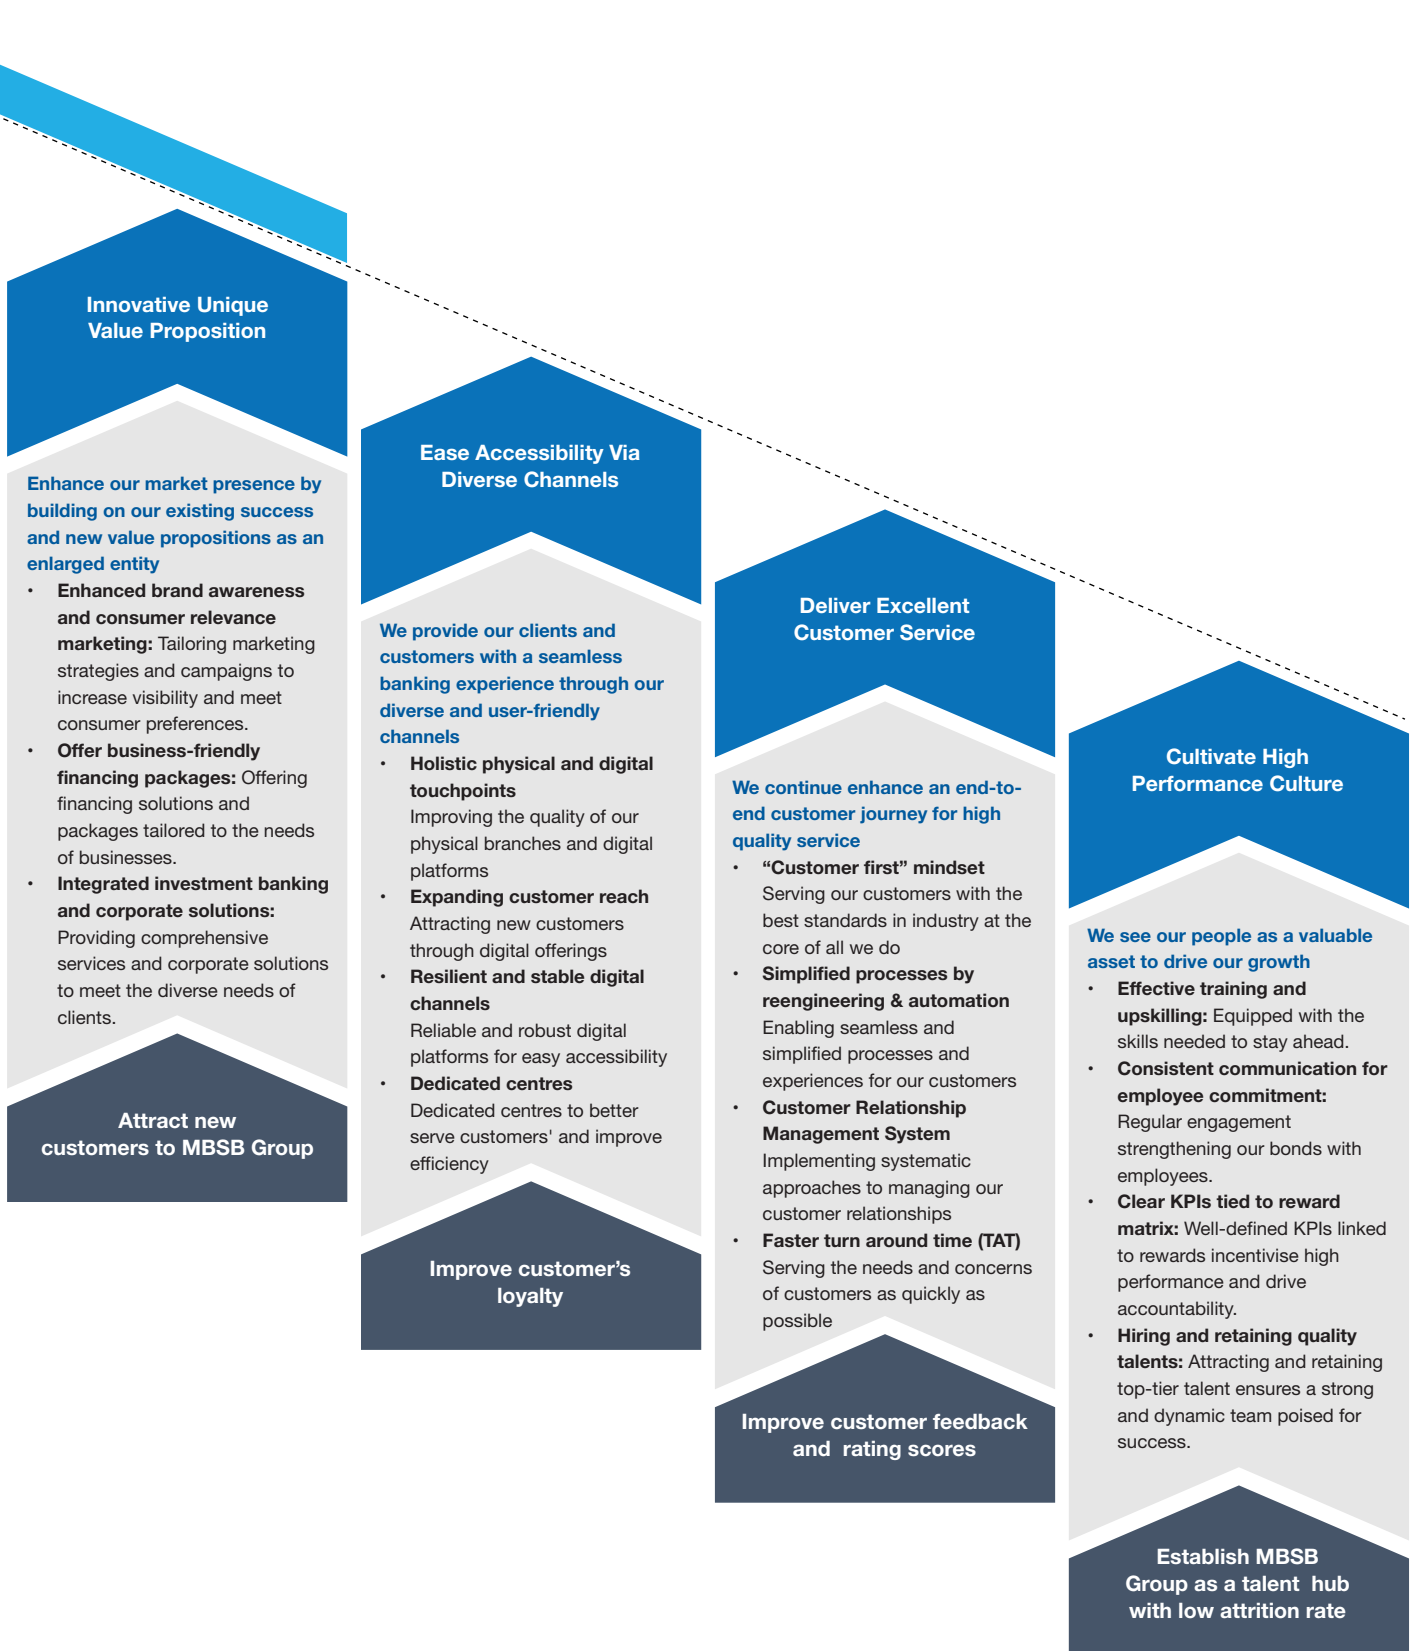 Innovative Unique
Value Proposition
Enhance our market presence by
building on our existing success
and new value propositions as an
enlarged entity
• Enhanced brand awareness
and consumer relevance
marketing: Tailoring marketing
strategies and campaigns to
increase visibility and meet
consumer preferences.
• Offer business-friendly
financing packages: Offering
financing solutions and
packages tailored to the needs
of businesses.
• Integrated investment banking
and corporate solutions:
Providing comprehensive
services and corporate solutions
to meet the diverse needs of
clients.
Attract new
customers to MBSB Group
Ease Accessibility Via
Diverse Channels
We provide our clients and
customers with a seamless
banking experience through our
diverse and user-friendly
channels
• Holistic physical and digital
touchpoints
Improving the quality of our
physical branches and digital
platforms
• Expanding customer reach
Attracting new customers
through digital offerings
• Resilient and stable digital
channels
Reliable and robust digital
platforms for easy accessibility
• Dedicated centres
Dedicated centres to better
serve customers' and improve
efficiency
Improve customer’s
loyalty
Deliver Excellent
Customer Service
We continue enhance an end-to-
end customer journey for high
quality service
• “Customer first” mindset
Serving our customers with the
best standards in industry at the
core of all we do
• Simplified processes by
reengineering & automation
Enabling seamless and
simplified processes and
experiences for our customers
• Customer Relationship
Management System
Implementing systematic
approaches to managing our
customer relationships
• Faster turn around time (TAT)
Serving the needs and concerns
of customers as quickly as
possible
Improve customer feedback
and rating scores
Cultivate High
Performance Culture
We see our people as a valuable
asset to drive our growth
• Effective training and
upskilling: Equipped with the
skills needed to stay ahead.
• Consistent communication for
employee commitment:
Regular engagement
strengthening our bonds with
employees.
• Clear KPIs tied to reward
matrix: Well-defined KPIs linked
to rewards incentivise high
performance and drive
accountability.
• Hiring and retaining quality
talents: Attracting and retaining
top-tier talent ensures a strong
and dynamic team poised for
success.
Establish MBSB
Group as a talent hub
with low attrition rate